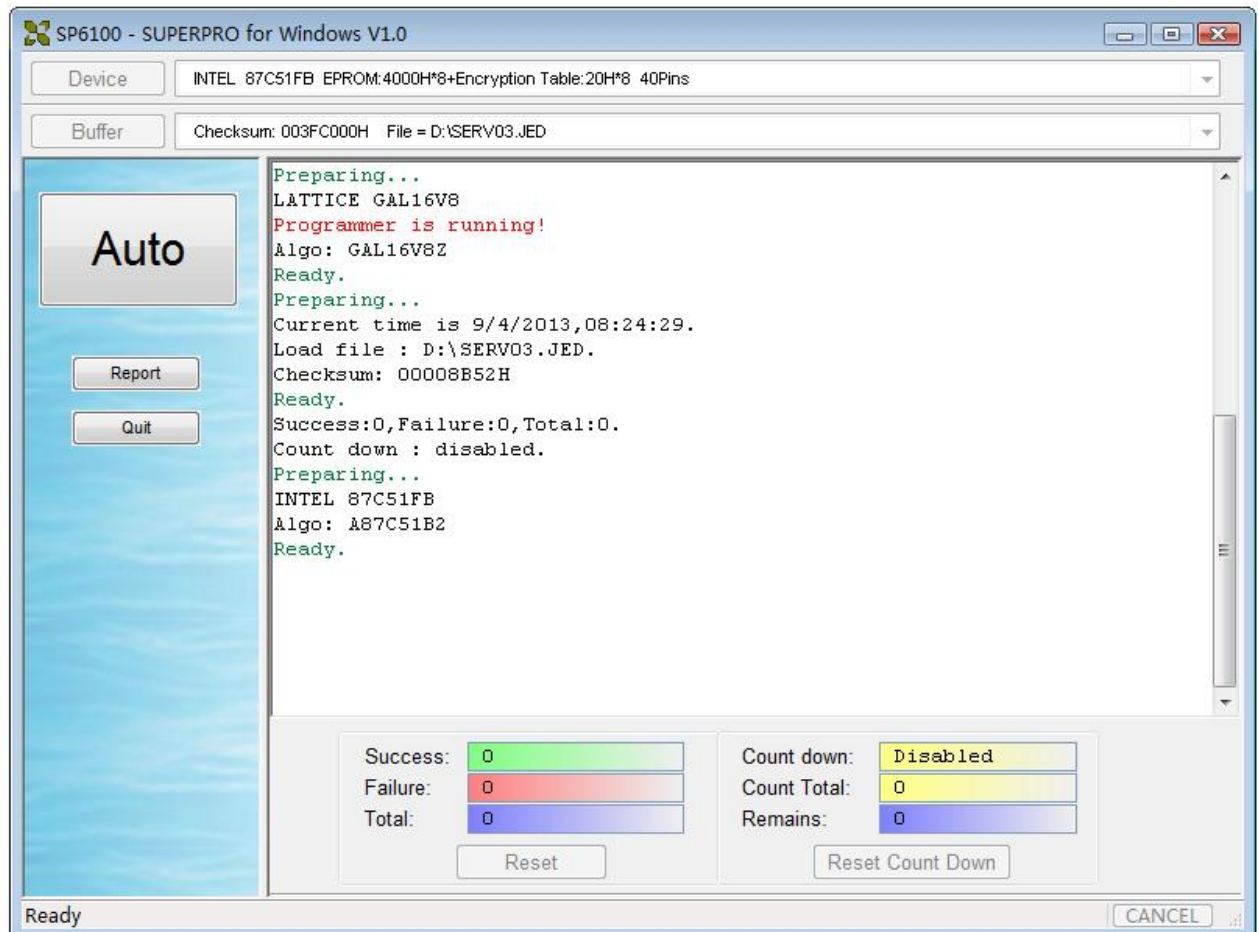 SP6100 - SUPERPRO for Windows V1.0
Device
INTEL 87C51FB EPROM:4000H*8+Encryption Table:20H*8 40Pins
Buffer
Checksum: 003FC000H File = D:\SERV03.JED
Auto
Report
Quit
Preparing...
LATTICE GAL16V8
Programmer is running!
Algo: GAL16V8Z
Ready.
Preparing...
Current time is 9/4/2013,08:24:29.
Load file : D:\SERV03.JED.
Checksum: 00008B52H
Ready.
Success:0,Failure:0,Total:0.
Count down : disabled.
Preparing...
INTEL 87C51FB
Algo: A87C51B2
Ready.
Success: 0
Failure: 0
Total: 0
Reset
Count down: Disabled
Count Total: 0
Remains: 0
Reset Count Down
Ready
CANCEL